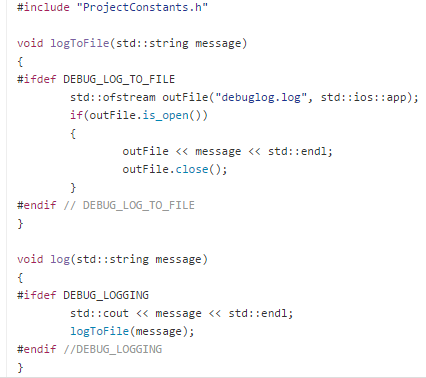 #include "ProjectConstants.h"
void logToFile(std::string message)
{
#ifdef DEBUG_LOG_TO_FILE
        std::ofstream outFile("debuglog.log", std::ios::app);
        if(outFile.is_open())
        {
                outFile << message << std::endl;
                outFile.close();
        }
#endif // DEBUG_LOG_TO_FILE
}
void log(std::string message)
{
#ifdef DEBUG_LOGGING
        std::cout << message << std::endl;
        logToFile(message);
#endif //DEBUG_LOGGING
}